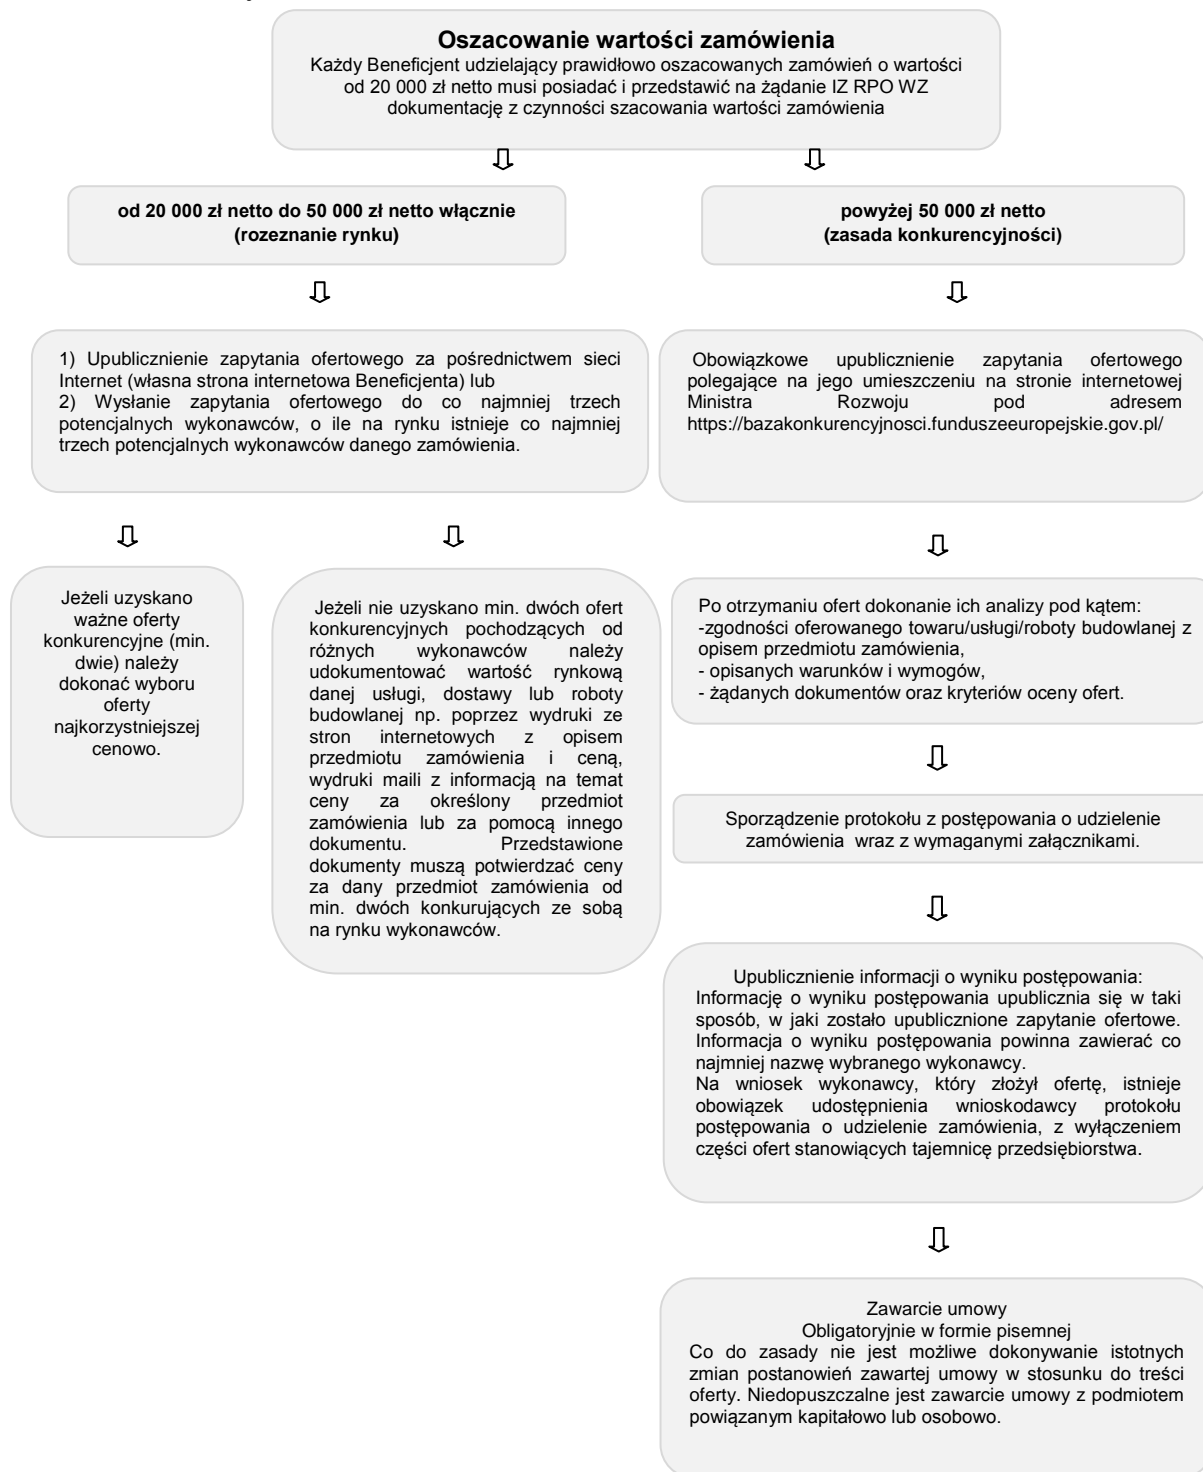 Oszacowanie wartości zamówienia
Każdy Beneficjent udzielający prawidłowo oszacowanych zamówień o wartości
od 20 000 zł netto musi posiadać i przedstawić na żądanie IZ RPO WZ
dokumentację z czynności szacowania wartości zamówienia
od 20 000 zł netto do 50 000 zł netto włącznie
(rozeznanie rynku)
powyżej 50 000 zł netto
(zasada konkurencyjności)
1) Upublicznienie zapytania ofertowego za pośrednictwem sieci
Internet (własna strona internetowa Beneficjenta) lub
2) Wysłanie zapytania ofertowego do co najmniej trzech
potencjalnych wykonawców, o ile na rynku istnieje co najmniej
trzech potencjalnych wykonawców danego zamówienia.
Obowiązkowe upublicznienie zapytania ofertowego
polegające na jego umieszczeniu na stronie internetowej
Ministra Rozwoju pod adresem
https://bazakonkurencyjnosci.funduszeeuropejskie.gov.pl/
Jeżeli uzyskano
ważne oferty
konkurencyjne (min.
dwie) należy
dokonać wyboru
oferty
najkorzystniejszej
cenowo.
Jeżeli nie uzyskano min. dwóch ofert
konkurencyjnych pochodzących od
różnych wykonawców należy
udokumentować wartość rynkową
danej usługi, dostawy lub roboty
budowlanej np. poprzez wydruki ze
stron internetowych z opisem
przedmiotu zamówienia i ceną,
wydruki maili z informacją na temat
ceny za określony przedmiot
zamówienia lub za pomocą innego
dokumentu. Przedstawione
dokumenty muszą potwierdzać ceny
za dany przedmiot zamówienia od
min. dwóch konkurujących ze sobą
na rynku wykonawców.
Po otrzymaniu ofert dokonanie ich analizy pod kątem:
-zgodności oferowanego towaru/usługi/roboty budowlanej z
opisem przedmiotu zamówienia,
- opisanych warunków i wymogów,
- żądanych dokumentów oraz kryteriów oceny ofert.
Sporządzenie protokołu z postępowania o udzielenie
zamówienia wraz z wymaganymi załącznikami.
Upublicznienie informacji o wyniku postępowania:
Informację o wyniku postępowania upublicznia się w taki
sposób, w jaki zostało upublicznione zapytanie ofertowe.
Informacja o wyniku postępowania powinna zawierać co
najmniej nazwę wybranego wykonawcy.
Na wniosek wykonawcy, który złożył ofertę, istnieje
obowiązek udostępnienia wnioskodawcy protokołu
postępowania o udzielenie zamówienia, z wyłączeniem
części ofert stanowiących tajemnicę przedsiębiorstwa.
Zawarcie umowy
Obligatoryjnie w formie pisemnej
Co do zasady nie jest możliwe dokonywanie istotnych
zmian postanowień zawartej umowy w stosunku do treści
oferty. Niedopuszczalne jest zawarcie umowy z podmiotem
powiązanym kapitałowo lub osobowo.